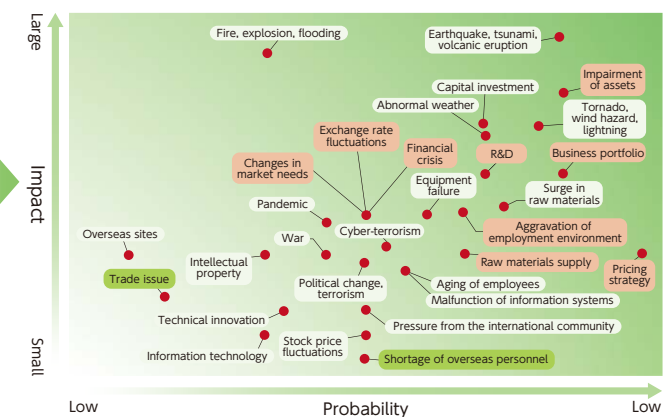 Large
Impact
Small
Fire, explosion, flooding
Earthquake, tsunami,
volcanic eruption
Capital investment
Abnormal weather
Impairment
of assets
Tornado,
wind hazard,
lightning
Exchange rate
fluctuations
Financial
crisis
R&D
Business portfolio
Changes in
market needs
Equipment
failure
Surge in
raw materials
Pandemic
Cyber-terrorism
Aggravation of
employment environment
Overseas sites
War
Intellectual
property
Raw materials supply
Pricing
strategy
Trade issue
Political change,
terrorism
Aging of employees
Malfunction of information systems
Technical innovation
Pressure from the international community
Information technology
Stock price
fluctuations
Shortage of overseas personnel
Low
Probability
Low